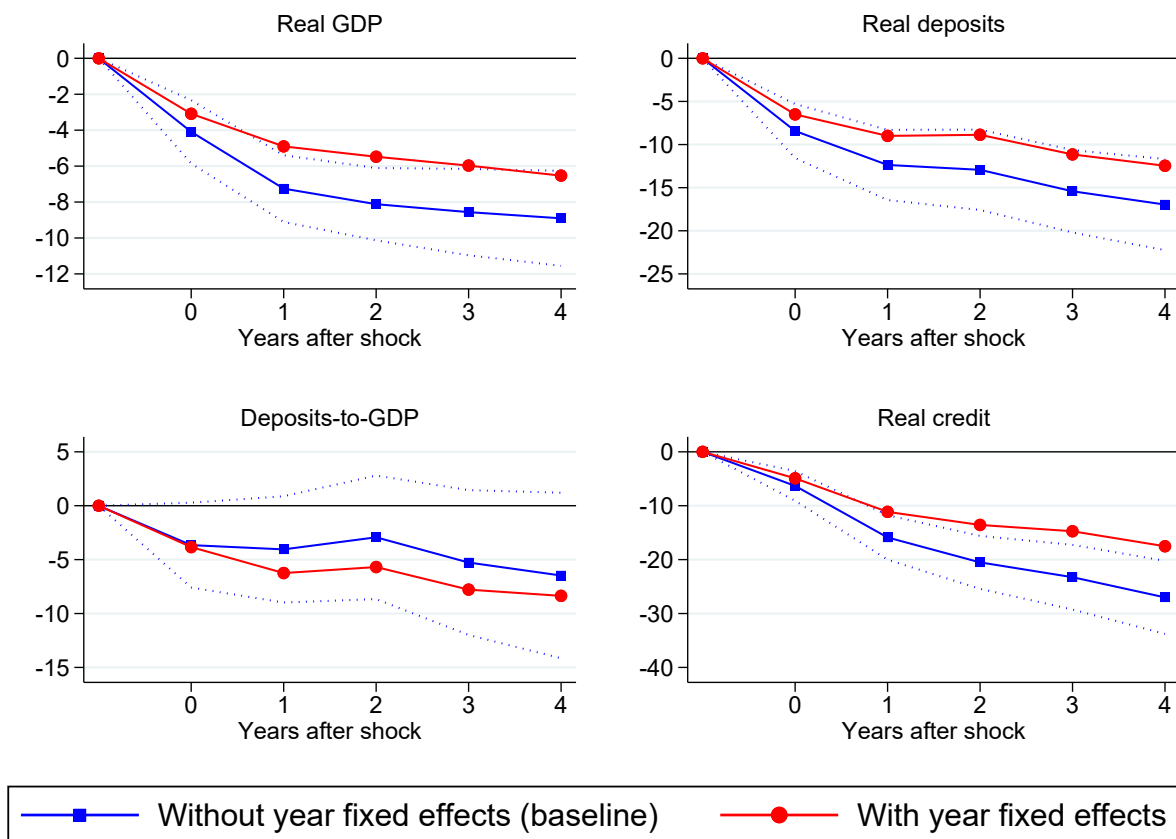 Real GDP
0
-2
-4
-6
-8
-10
-12
0 1 2 3 4
Years after shock
Real deposits
0
-5
-10
-15
-20
-25
0 1 2 3 4
Years after shock
Deposits-to-GDP
5
0
-5
-10
-15
0 1 2 3 4
Years after shock
Real credit
0
-10
-20
-30
-40
0 1 2 3 4
Years after shock
Without year fixed effects (baseline) With year fixed effects